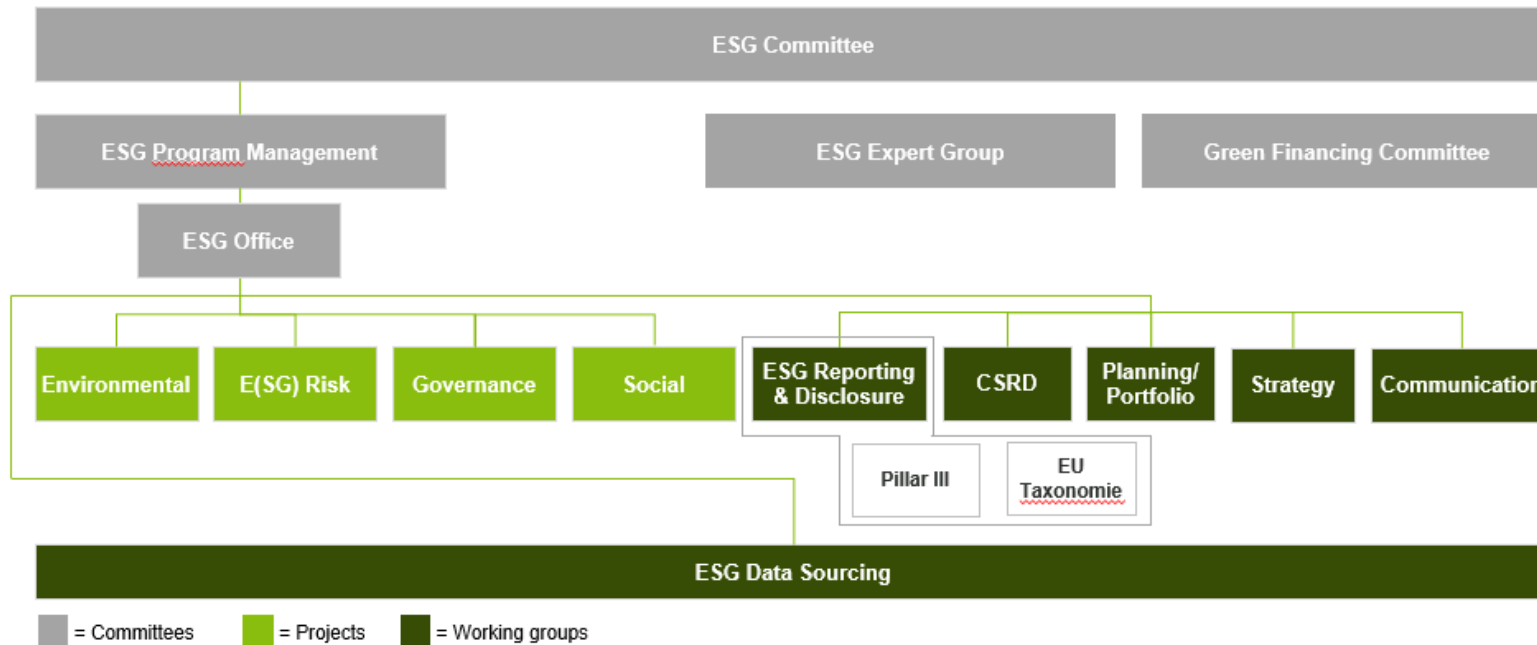 ESG Committee
ESG Program Management
ESG Expert Group
Green Financing Committee
ESG Office
Environmental
E(SG) Risk
Governance
Social
ESG Reporting
& Disclosure
CSRD
Planning/
Portfolio
Strategy
Communication
Pillar III
EU
Taxonomie
ESG Data Sourcing
= Committees
= Projects
= Working groups